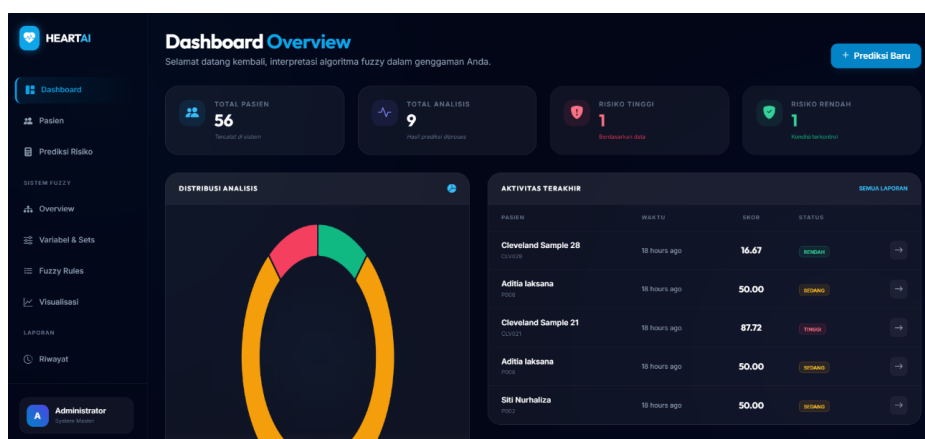 HEARTAI
Dashboard
Pasien
Prediksi Risiko
SISTEM FUZZY
Overview
Variabel & Sets
Fuzzy Rules
Visualisasi
LAPORAN
Riwayat
A
Administrator
System Master
Dashboard Overview
Selamat datang kembali, interpretasi algoritma fuzzy dalam genggaman Anda.
+ Prediksi Baru
TOTAL PASIEN
56
Tercatat di sistem
TOTAL ANALISIS
9
Hasil prediksi diproses
RISIKO TINGGI
1
Berdasarkan data
RISIKO RENDAH
1
Kondisi terkontrol
DISTRIBUSI ANALISIS
AKTIVITAS TERAKHIR
SEMUA LAPORAN
PASIEN WAKTU SKOR STATUS
Cleveland Sample 28
18 hours ago 16.67 RENDAH →
CLV028
Aditia laksana
18 hours ago 50.00 SEDANG →
P006
Cleveland Sample 21
18 hours ago 87.72 TINGGI →
CLV021
Aditia laksana
18 hours ago 50.00 SEDANG →
P006
Siti Nurhaliza
18 hours ago 50.00 SEDANG →
P002